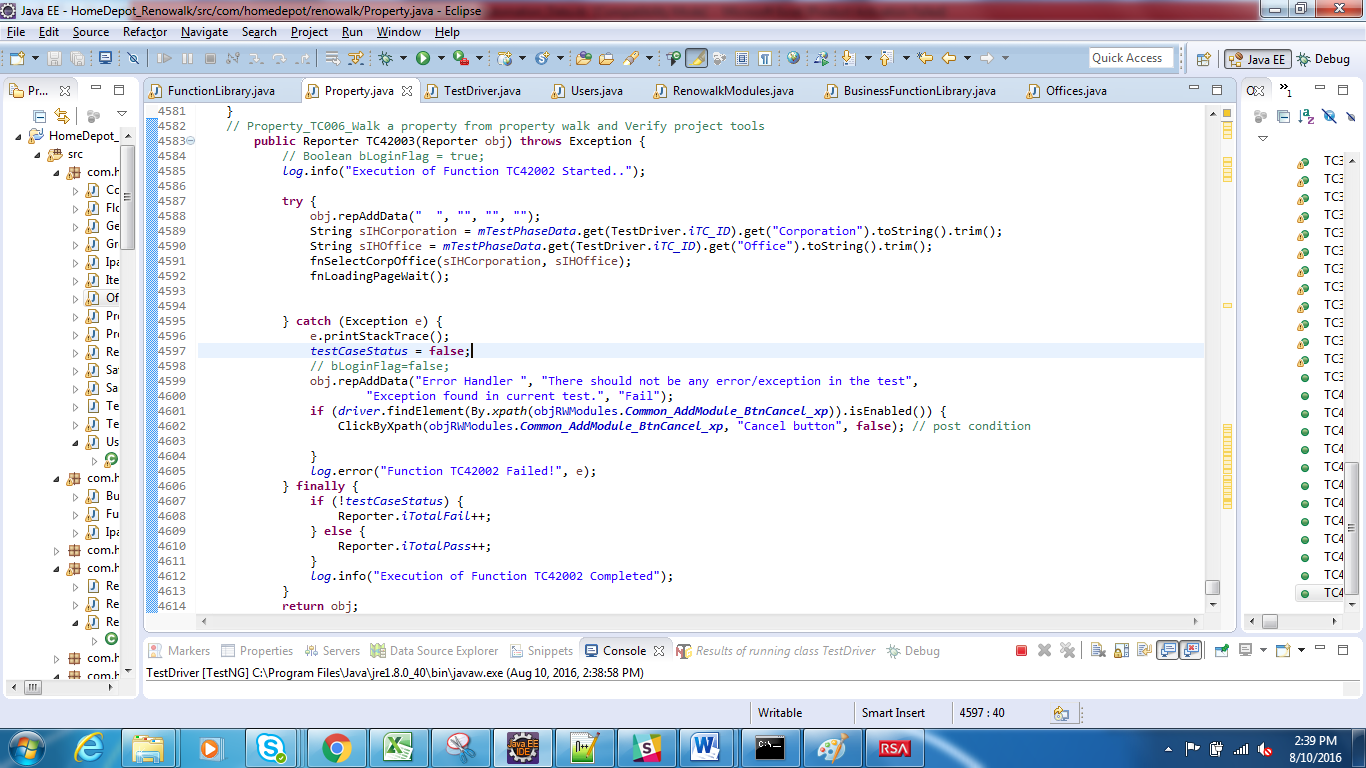 Java EE - HomeDepot_Renowalk/src/com/homedepot/renowalk/Property.java - Eclipse
File Edit Source Refactor Navigate Search Project Run Window Help
Quick Access
Java EE
Debug
Pr...
FunctionLibrary.java
Property.java
TestDriver.java
Users.java
RenowalkModules.java
BusinessFunctionLibrary.java
Offices.java
HomeDepot_
src
com.h
Co
Flo
Ge
Gr
Ipa
Ite
Of
Pr
Pr
Re
Sa
Sa
Te
Te
Us
com.h
Bu
Fu
Ipa
com.h
com.h
Re
Re
Re
com.h
com.h
4581 }
4582 // Property_TC006_Walk a property from property walk and Verify project tools
4583 public Reporter TC42003(Reporter obj) throws Exception {
4584 // Boolean bLoginFlag = true;
4585 log.info("Execution of Function TC42002 Started..");
4586
4587 try {
4588 obj.repAddData("  ", "", "", "");
4589 String sIHCorporation = mTestPhaseData.get(TestDriver.iTC_ID).get("Corporation").toString().trim();
4590 String sIHOffice = mTestPhaseData.get(TestDriver.iTC_ID).get("Office").toString().trim();
4591 fnSelectCorpOffice(sIHCorporation, sIHOffice);
4592 fnLoadingPageWait();
4593
4594
4595 } catch (Exception e) {
4596 e.printStackTrace();
4597 testCaseStatus = false;
4598 // bLoginFlag=false;
4599 obj.repAddData("Error Handler ", "There should not be any error/exception in the test",
4600 "Exception found in current test.", "Fail");
4601 if (driver.findElement(By.xpath(objRWModules.Common_AddModule_BtnCancel_xp)).isEnabled()) {
4602 ClickByXpath(objRWModules.Common_AddModule_BtnCancel_xp, "Cancel button", false); // post condition
4603
4604 }
4605 log.error("Function TC42002 Failed!", e);
4606 } finally {
4607 if (!testCaseStatus) {
4608 Reporter.iTotalFail++;
4609 } else {
4610 Reporter.iTotalPass++;
4611 }
4612 log.info("Execution of Function TC42002 Completed");
4613 }
4614 return obj;
TC3
TC3
TC3
TC3
TC3
TC3
TC3
TC3
TC3
TC3
TC3
TC3
TC3
TC3
TC4
TC4
TC4
TC4
TC4
TC4
TC4
TC4
TC4
TC4
TC4
Markers Properties Servers Data Source Explorer Snippets Console Results of running class TestDriver Debug
TestDriver [TestNG] C:\Program Files\Java\jre1.8.0_40\bin\javaw.exe (Aug 10, 2016, 2:38:58 PM)
Writable Smart Insert 4597 : 40
Java EE IDE
RSA
2:39 PM
8/10/2016